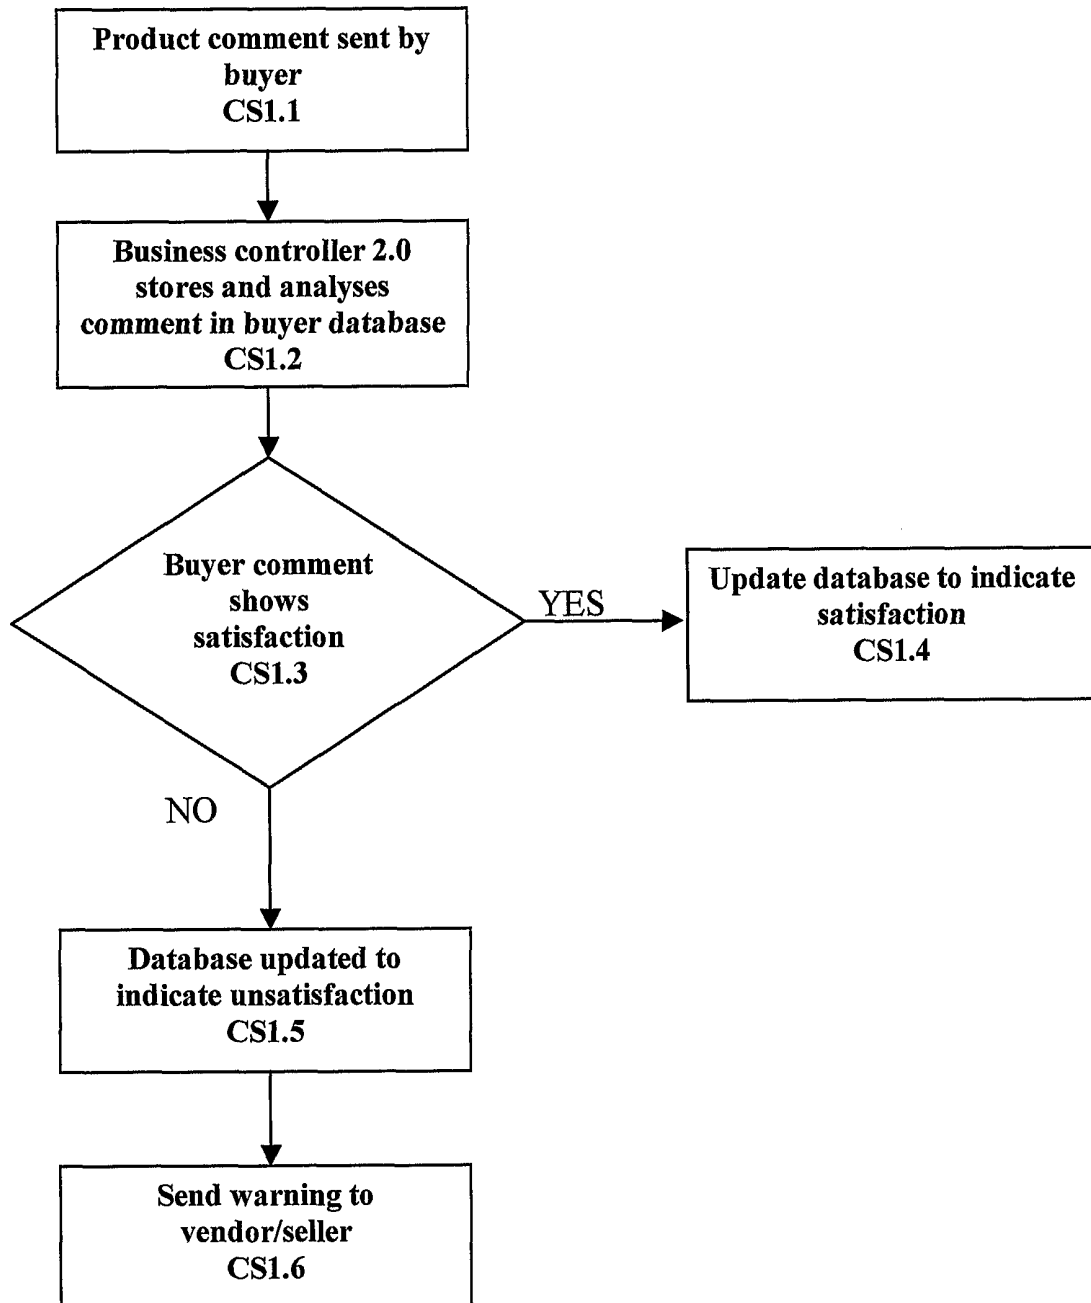 Product comment sent by
buyer
CS1.1
Business controller 2.0
stores and analyses
comment in buyer database
CS1.2
Buyer comment
shows
satisfaction
CS1.3
YES
Update database to indicate
satisfaction
CS1.4
NO
Database updated to
indicate unsatisfaction
CS1.5
Send warning to
vendor/seller
CS1.6